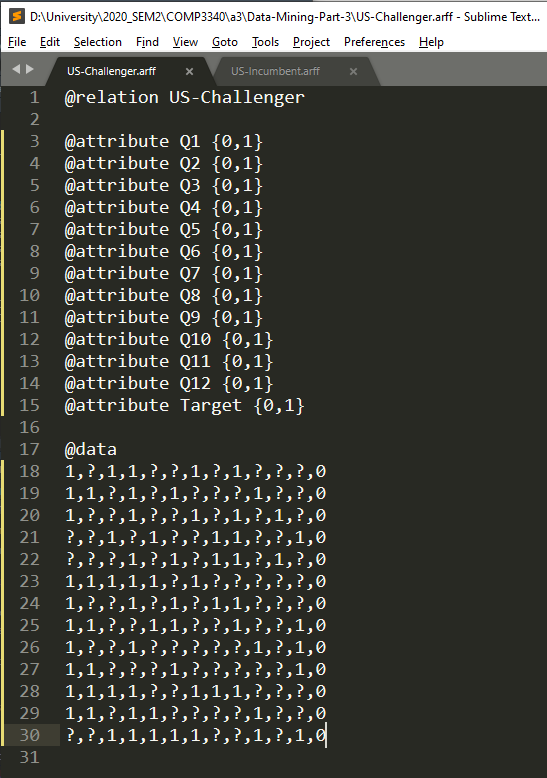 D:\University\2020_SEM2\COMP3340\a3\Data-Mining-Part-3\US-Challenger.arff - Sublime Text...
File Edit Selection Find View Goto Tools Project Preferences Help
US-Challenger.arff × US-Incumbent.arff ×
1 @relation US-Challenger
2
3 @attribute Q1 {0,1}
4 @attribute Q2 {0,1}
5 @attribute Q3 {0,1}
6 @attribute Q4 {0,1}
7 @attribute Q5 {0,1}
8 @attribute Q6 {0,1}
9 @attribute Q7 {0,1}
10 @attribute Q8 {0,1}
11 @attribute Q9 {0,1}
12 @attribute Q10 {0,1}
13 @attribute Q11 {0,1}
14 @attribute Q12 {0,1}
15 @attribute Target {0,1}
16
17 @data
18 1,?,1,1,?,?,1,?,1,?,?,?,0
19 1,1,?,1,?,1,?,?,?,1,?,?,0
20 1,?,?,1,?,?,1,?,1,?,1,?,0
21 ?,?,1,?,1,?,?,1,1,?,?,1,0
22 ?,?,?,1,?,1,?,1,1,?,1,?,0
23 1,1,1,1,1,?,1,?,?,?,?,?,0
24 1,?,?,1,?,1,?,1,1,?,?,?,0
25 1,1,?,?,1,?,1,?,1,?,?,1,0
26 1,?,1,?,?,?,?,?,?,1,?,1,0
27 1,1,?,?,1,?,?,?,?,?,?,1,0
28 1,1,1,1,?,?,1,1,1,?,?,?,0
29 1,1,?,1,1,?,?,?,?,1,?,?,0
30 ?,?,1,1,1,1,1,?,?,1,?,1,0
31